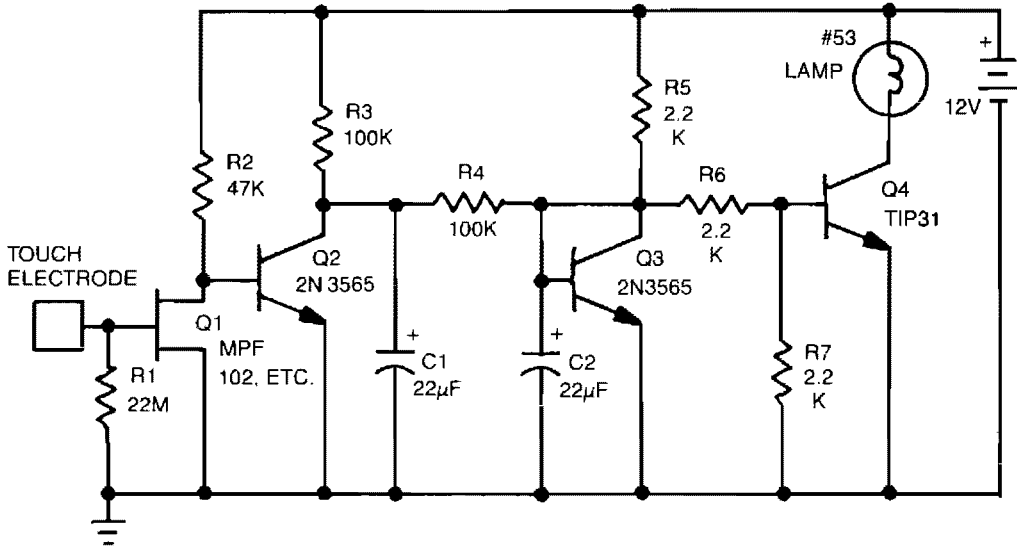 #53
LAMP
+
12V
R3
100K
R5
2.2
K
R2
47K
R4
100K
R6
2.2
K
Q4
TIP31
TOUCH
ELECTRODE
Q2
2N 3565
Q3
2N3565
Q1
MPF
102, ETC.
R1
22M
+
C1
22µF
+
C2
22µF
R7
2.2
K